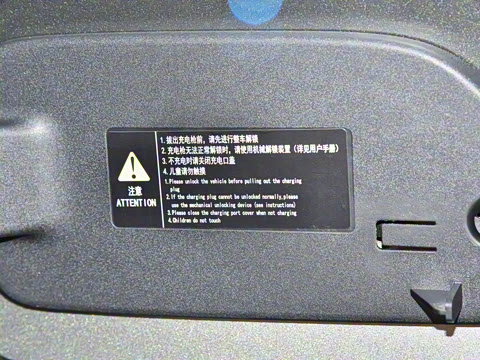 注意
ATTENTION
1.拔出充电枪前，请先进行整车解锁
2.充电枪无法正常解锁时，请使用机械解锁装置（详见用户手册）
3.不充电时请关闭充电口盖
4.儿童请勿触摸
1.Please unlock the vehicle before pulling out the charging
plug
2.If the charging plug cannot be unlocked normally,please
use the mechanical unlocking device (see instructions)
3.Please close the charging port cover when not charging
4.Children do not touch